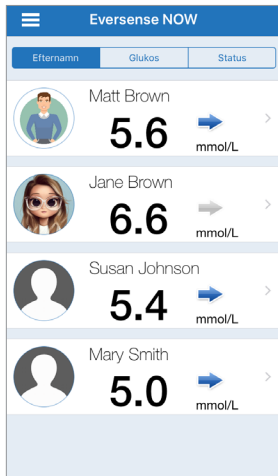 Eversense NOW
Efternamn Glukos Status
Matt Brown
5.6
mmol/L
Jane Brown
6.6
mmol/L
Susan Johnson
5.4
mmol/L
Mary Smith
5.0
mmol/L